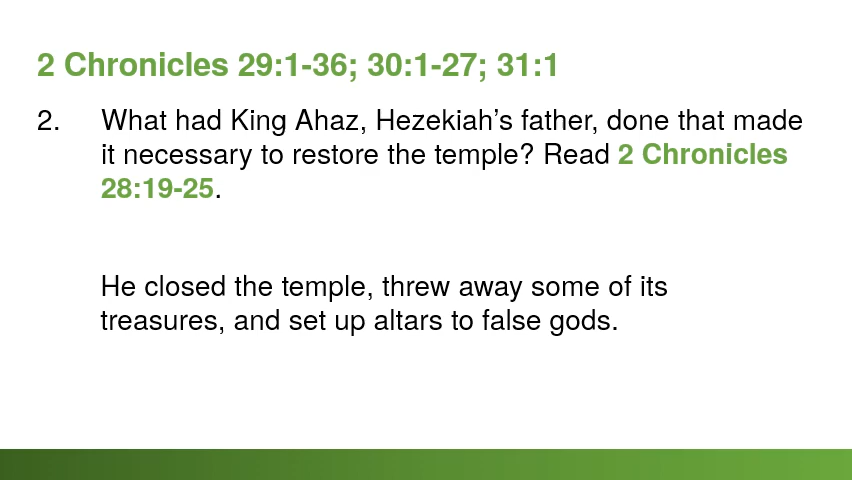 2 Chronicles 29:1-36; 30:1-27; 31:1
2. What had King Ahaz, Hezekiah’s father, done that made
it necessary to restore the temple? Read 2 Chronicles
28:19-25.
He closed the temple, threw away some of its
treasures, and set up altars to false gods.